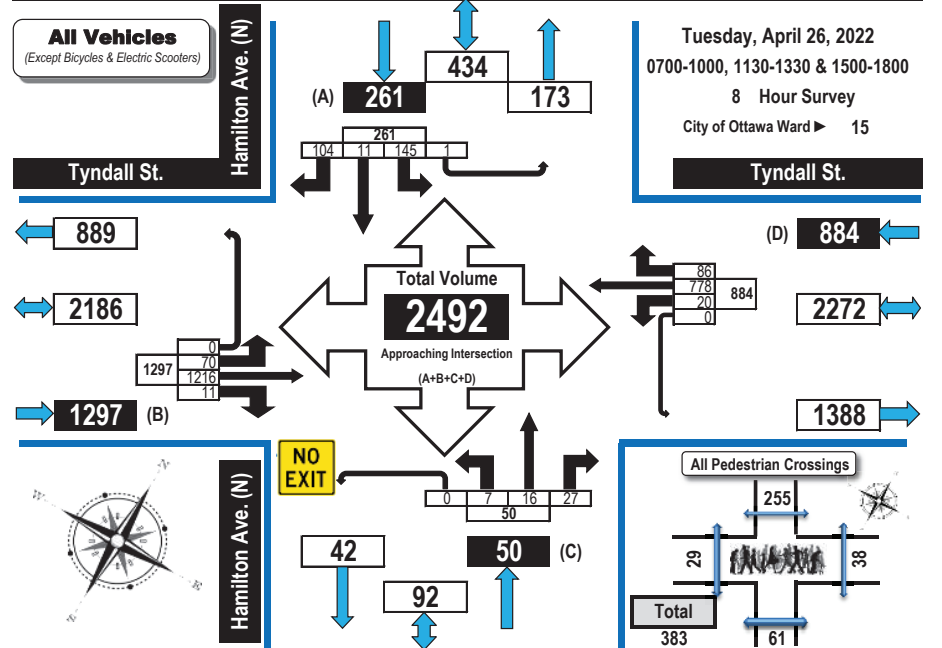 All Vehicles
(Except Bicycles & Electric Scooters)
Hamilton Ave. (N)
Tyndall St.
434
(A) 261
173
261
104 11 145 1
Tuesday, April 26, 2022
0700-1000, 1130-1330 & 1500-1800
8 Hour Survey
City of Ottawa Ward ► 15
Tyndall St.
889
2186
1297
0
70
1216
11
1297 (B)
Total Volume
2492
Approaching Intersection
(A+B+C+D)
(D) 884
86
778
20
0
884
2272
1388
NO
EXIT
0 7 16 27
50
42
50 (C)
92
Hamilton Ave. (N)
N
W
E
S
All Pedestrian Crossings
255
29
38
Total
383
61